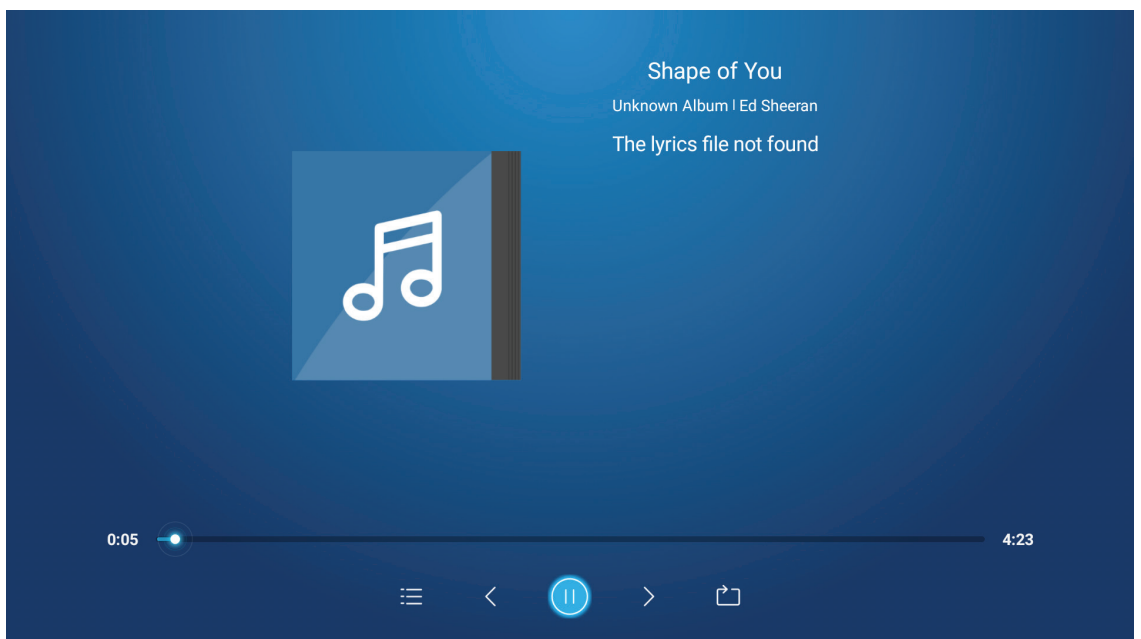 Shape of You
Unknown Album | Ed Sheeran
The lyrics file not found
0:05
4:23